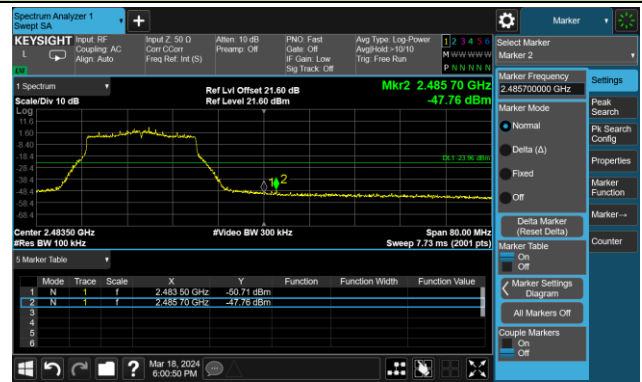 Spectrum Analyzer 1
Swept SA
Marker
KEYSIGHT
L
LW
Input: RF
Coupling: AC
Align: Auto
Input Z: 50 Ω
Corr CCorr
Freq Ref: Int (S)
Atten: 10 dB
Preamp: Off
PNO: Fast
Gate: Off
IF Gain: Low
Sig Track: Off
Avg Type: Log-Power
Avg|Hold:>10/10
Trig: Free Run
1 2 3 4 5 6
M W W W W W
P N N N N N
Select Marker
Marker 2
1 Spectrum
Scale/Div 10 dB
Log
Ref Lvl Offset 21.60 dB
Ref Level 21.60 dBm
Mkr2 2.485 70 GHz
-47.76 dBm
11.6
1.60
-8.40
-18.4
-28.4
-38.4
-48.4
-58.4
-68.4
DL1 -23.96 dBm
1
2
Center 2.48350 GHz
#Res BW 100 kHz
#Video BW 300 kHz
Span 80.00 MHz
Sweep 7.73 ms (2001 pts)
5 Marker Table
Mode Trace Scale X Y Function Function Width Function Value
1 N 1 f 2.483 50 GHz -50.71 dBm
2 N 1 f 2.485 70 GHz -47.76 dBm
3
4
5
6
Marker Frequency
2.485700000 GHz
Marker Mode
Normal
Delta (Δ)
Fixed
Off
Delta Marker
(Reset Delta)
Marker Table
On
Off
Marker Settings
Diagram
All Markers Off
Couple Markers
On
Off
Settings
Peak
Search
Pk Search
Config
Properties
Marker
Function
Marker→
Counter
?
Mar 18, 2024
6:00:50 PM